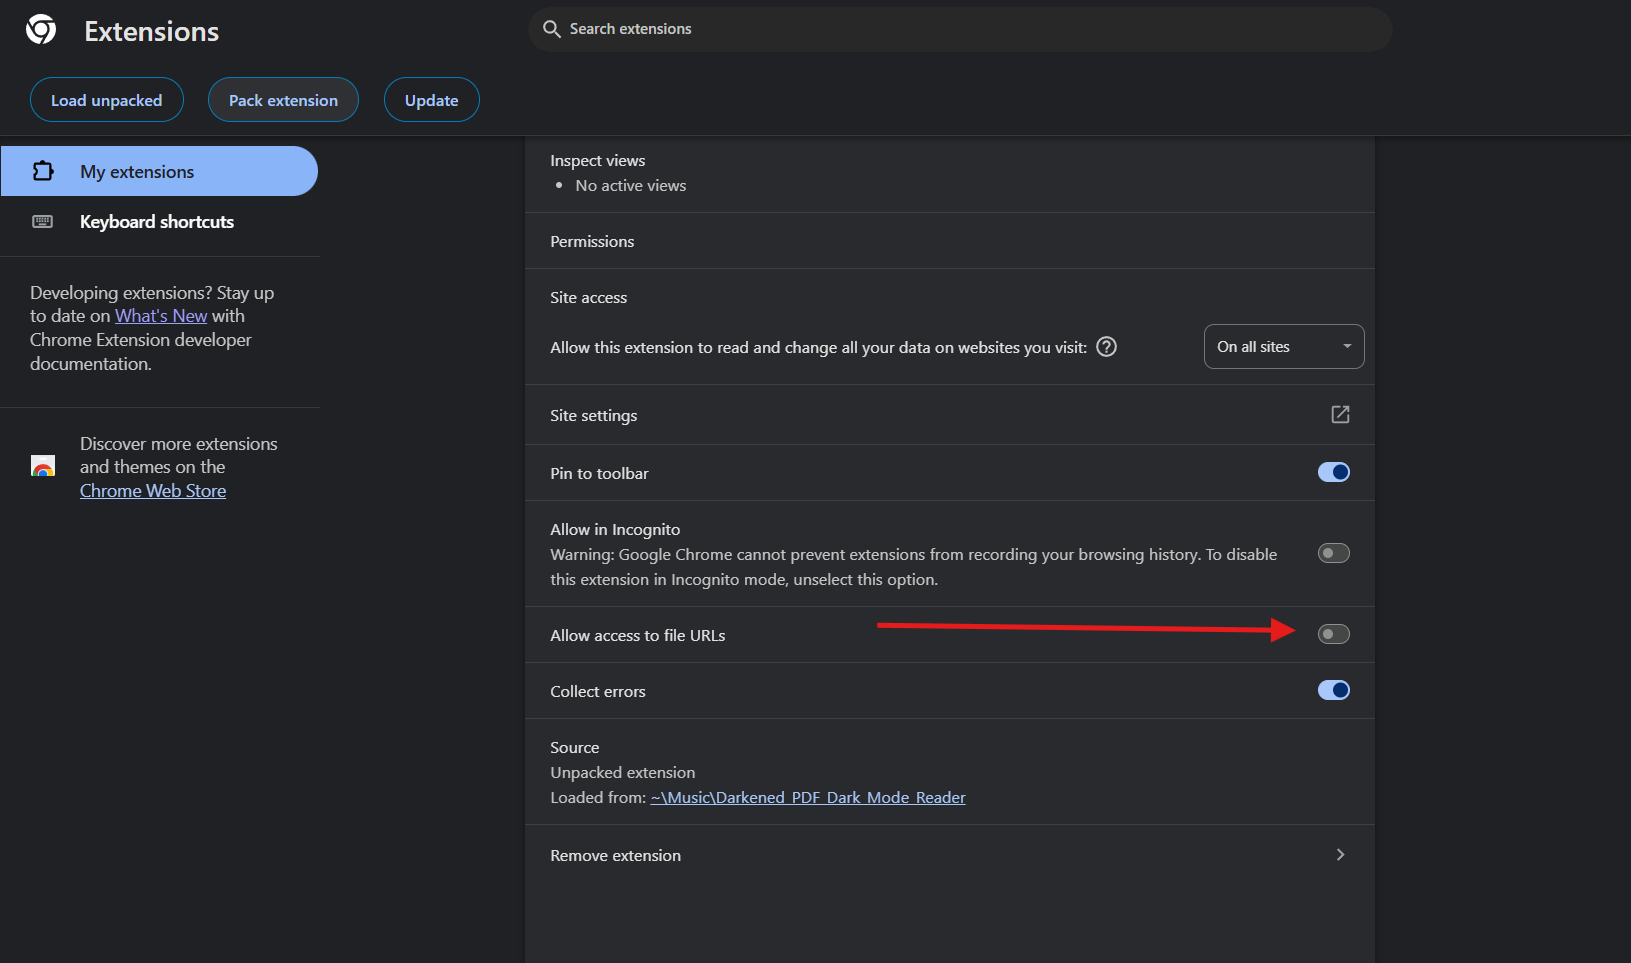 Extensions
Search extensions
Load unpacked
Pack extension
Update
My extensions
Keyboard shortcuts
Developing extensions? Stay up
to date on What's New with
Chrome Extension developer
documentation.
Discover more extensions
and themes on the
Chrome Web Store
Inspect views
• No active views
Permissions
Site access
Allow this extension to read and change all your data on websites you visit:
On all sites
Site settings
Pin to toolbar
Allow in Incognito
Warning: Google Chrome cannot prevent extensions from recording your browsing history. To disable
this extension in Incognito mode, unselect this option.
Allow access to file URLs
Collect errors
Source
Unpacked extension
Loaded from: ~\Music\Darkened_PDF_Dark_Mode_Reader
Remove extension